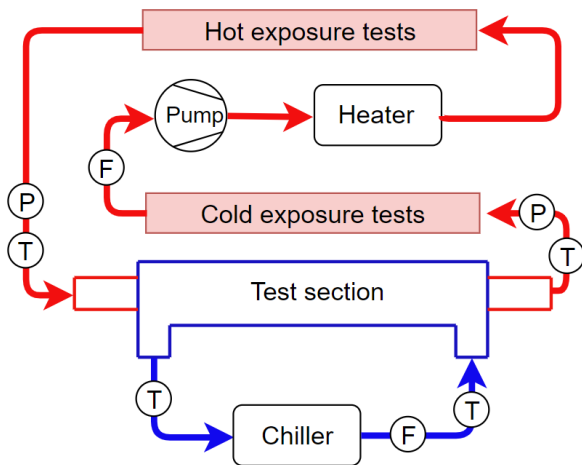 Hot exposure tests
Pump
Heater
F
P
Cold exposure tests
P
T
T
Test section
T
T
Chiller
F